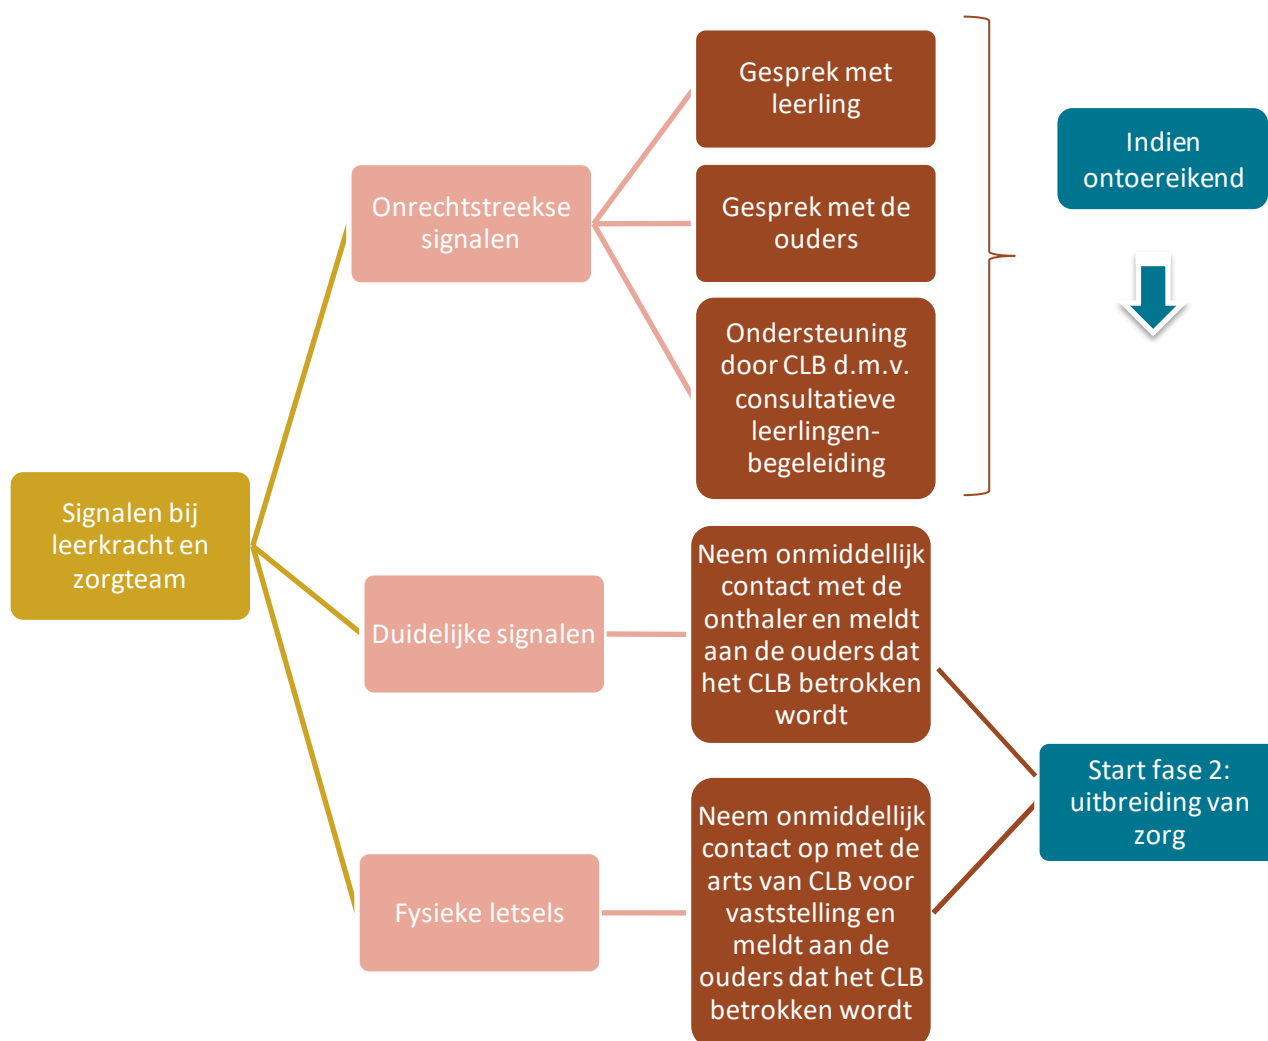 Signalen bij
leerkracht en
zorgteam
Onrechtstreekse
signalen
Gesprek met
leerling
Gesprek met de
ouders
Ondersteuning
door CLB d.m.v.
consultatieve
leerlingen-
begeleiding
Indien
ontoereikend
Duidelijke signalen
Neem onmiddellijk
contact met de
onthaler en meldt
aan de ouders dat
het CLB betrokken
wordt
Fysieke letsels
Neem onmiddellijk
contact op met de
arts van CLB voor
vaststelling en
meldt aan de
ouders dat het CLB
betrokken wordt
Start fase 2:
uitbreiding van
zorg